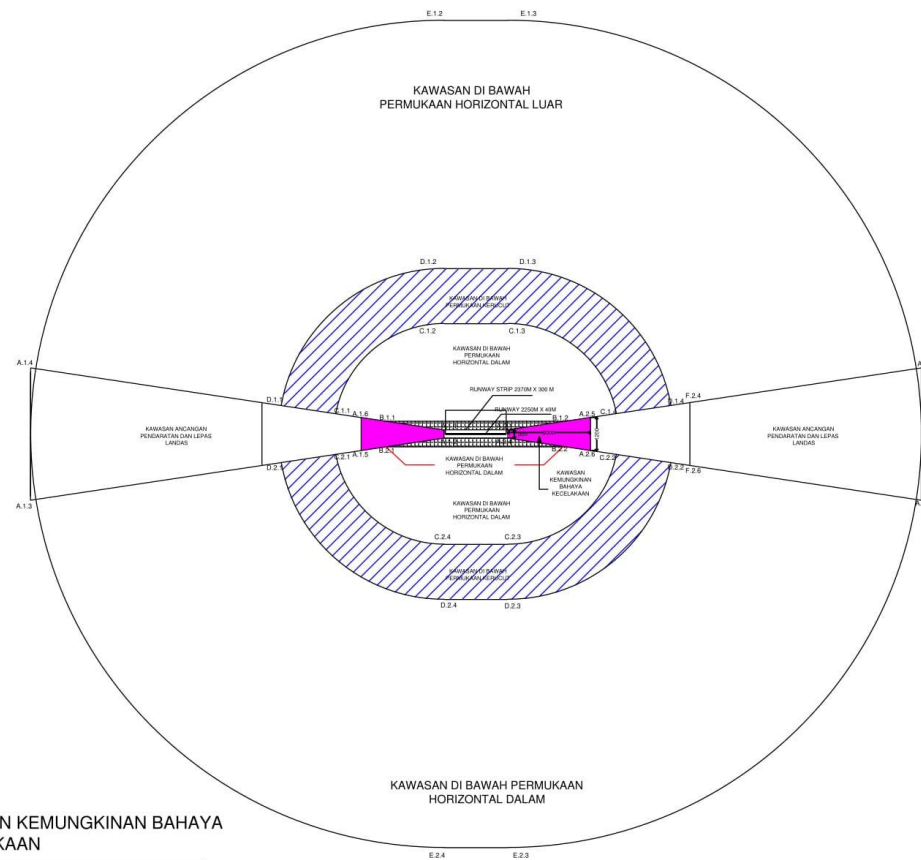 E.1.2 E.1.3
KAWASAN DI BAWAH
PERMUKAAN HORIZONTAL LUAR
D.1.2 D.1.3
KAWASAN DI BAWAH
PERMUKAAN KERUCUT
C.1.2 C.1.3
KAWASAN DI BAWAH
PERMUKAAN
HORIZONTAL DALAM
A.1.4
RUNWAY STRIP 2370M X 300 M
D.1.1 C.1.1 A.1.6 B.1.1
RUNWAY 2250M X 40M
B.1.2 A.2.5 D.1.4 F.2.4
KAWASAN ANCANGAN
PENDARATAN DAN LEPAS
LANDAS
KAWASAN ANCANGAN
PENDARATAN DAN LEPAS
LANDAS
D.2.1 C.2.1 A.1.5 B.2.1
B.2.2 A.2.6 C.2.2 D.2.2 F.2.6
KAWASAN DI BAWAH
PERMUKAAN
HORIZONTAL DALAM
KAWASAN
KEMUNGKINAN
BAHAYA
KECELAKAAN
A.1.3
KAWASAN DI BAWAH
PERMUKAAN
HORIZONTAL DALAM
C.2.4 C.2.3
KAWASAN DI BAWAH
PERMUKAAN KERUCUT
D.2.4 D.2.3
KAWASAN DI BAWAH PERMUKAAN
HORIZONTAL DALAM
N KEMUNGKINAN BAHAYA
KAAN
E.2.4 E.2.3